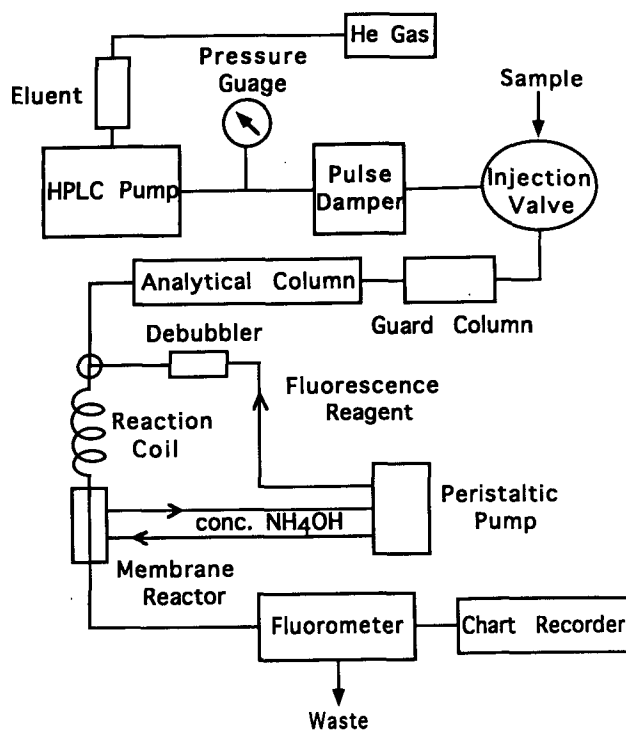 He Gas
Pressure
Guage
Sample
Eluent
HPLC Pump
Pulse
Damper
Injection
Valve
Analytical Column
Guard Column
Debubbler
Fluorescence
Reagent
Reaction
Coil
Peristaltic
Pump
conc. NH4OH
Membrane
Reactor
Fluorometer
Chart Recorder
Waste